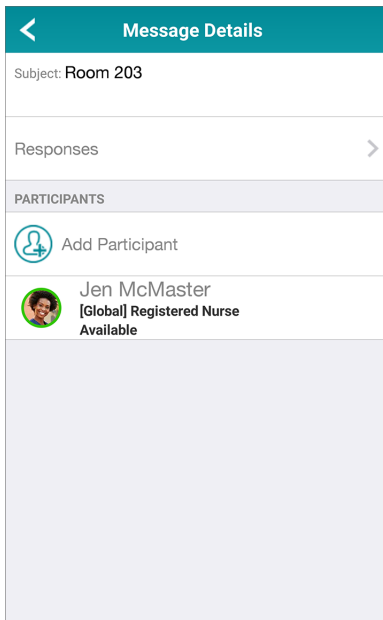 Message Details
Subject: Room 203
Responses
PARTICIPANTS
Add Participant
Jen McMaster
[Global] Registered Nurse
Available